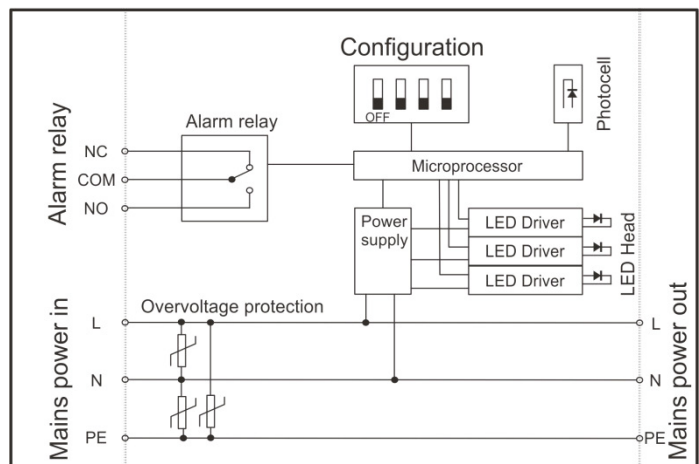 Configuration
OFF
Photocell
Alarm relay
Alarm relay
NC
COM
NO
Microprocessor
Power
supply
LED Driver
LED Driver
LED Driver
LED Head
Mains power in
Overvoltage protection
L
N
PE
L
N
PE
Mains power out